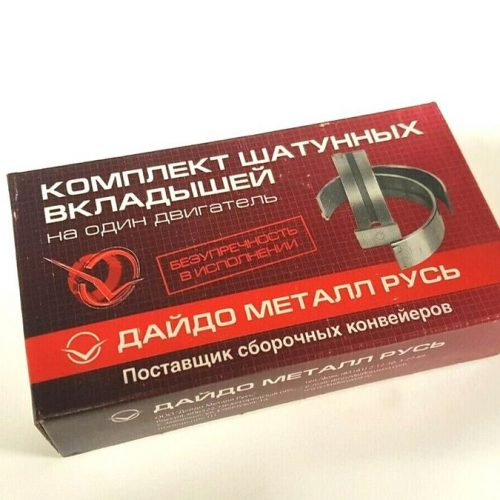 КОМПЛЕКТ ШАТУННЫХ
ВКЛАДЫШЕЙ
на один двигатель
БЕЗУПРЕЧНОСТЬ
В ИСПОЛНЕНИИ
ДАЙДО МЕТАЛЛ РУСЬ
Поставщик сборочных конвейеров
ДАЙДО МЕТАЛЛ РУСЬ